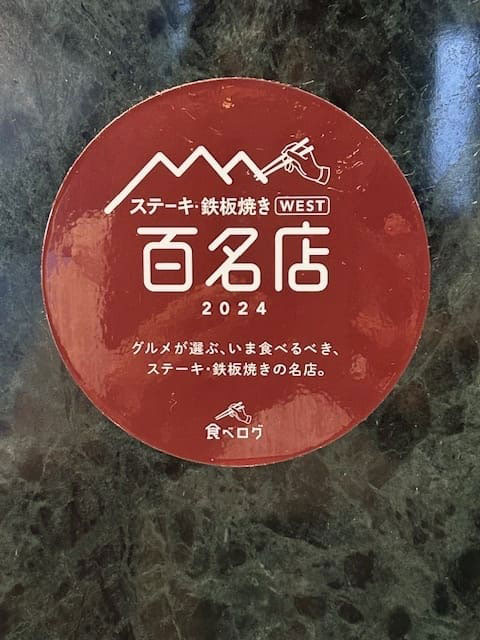 ステーキ・鉄板焼き WEST
百名店
2024
グルメが選ぶ、いま食べるべき、
ステーキ・鉄板焼きの名店。
食べログ